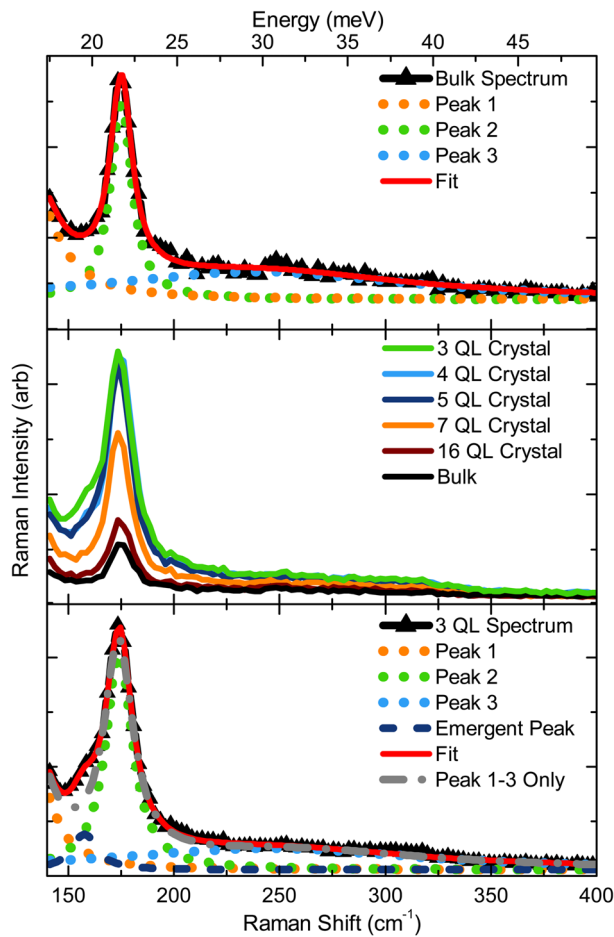 Energy (meV)
20 25 30 35 40 45
Bulk Spectrum
Peak 1
Peak 2
Peak 3
Fit
Raman Intensity (arb)
3 QL Crystal
4 QL Crystal
5 QL Crystal
7 QL Crystal
16 QL Crystal
Bulk
3 QL Spectrum
Peak 1
Peak 2
Peak 3
Emergent Peak
Fit
Peak 1-3 Only
150 200 250 300 350 400
Raman Shift (cm⁻¹)